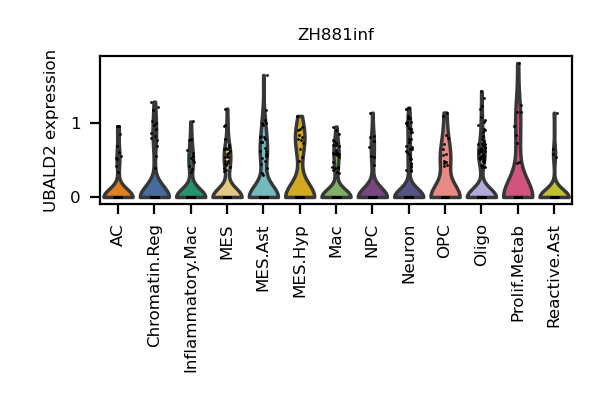 ZH881inf
UBALD2 expression
1
0
AC
Chromatin.Reg
Inflammatory.Mac
MES
MES.Ast
MES.Hyp
Mac
NPC
Neuron
OPC
Oligo
Prolif.Metab
Reactive.Ast